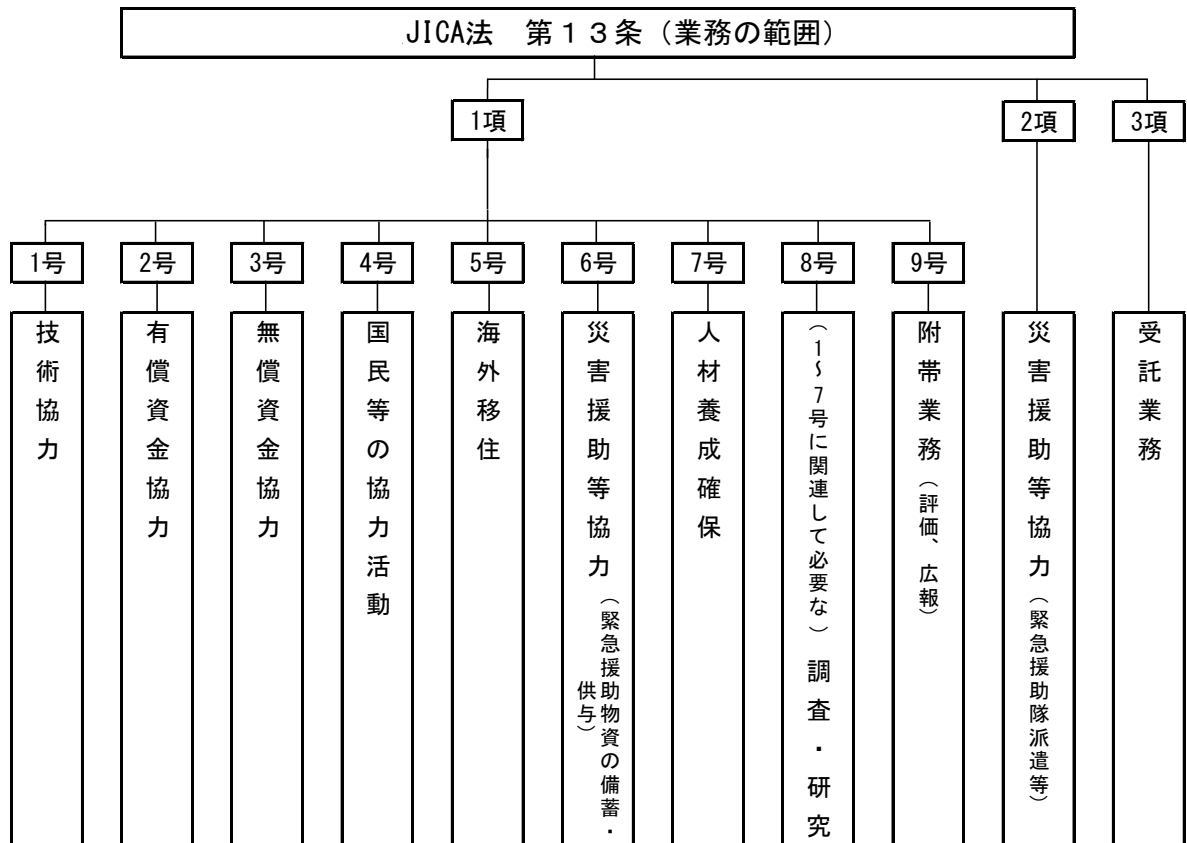 JICA法　第１３条（業務の範囲）
1項
2項
3項
1号
2号
3号
4号
5号
6号
7号
8号
9号
技術協力
有償資金協力
無償資金協力
国民等の協力活動
海外移住
災害援助等協力（緊急援助物資の備蓄・
供与）
人材養成確保
（1～7号に関連して必要な）調査・研究
附帯業務（評価、広報）
災害援助等協力（緊急援助隊派遣等）
受託業務